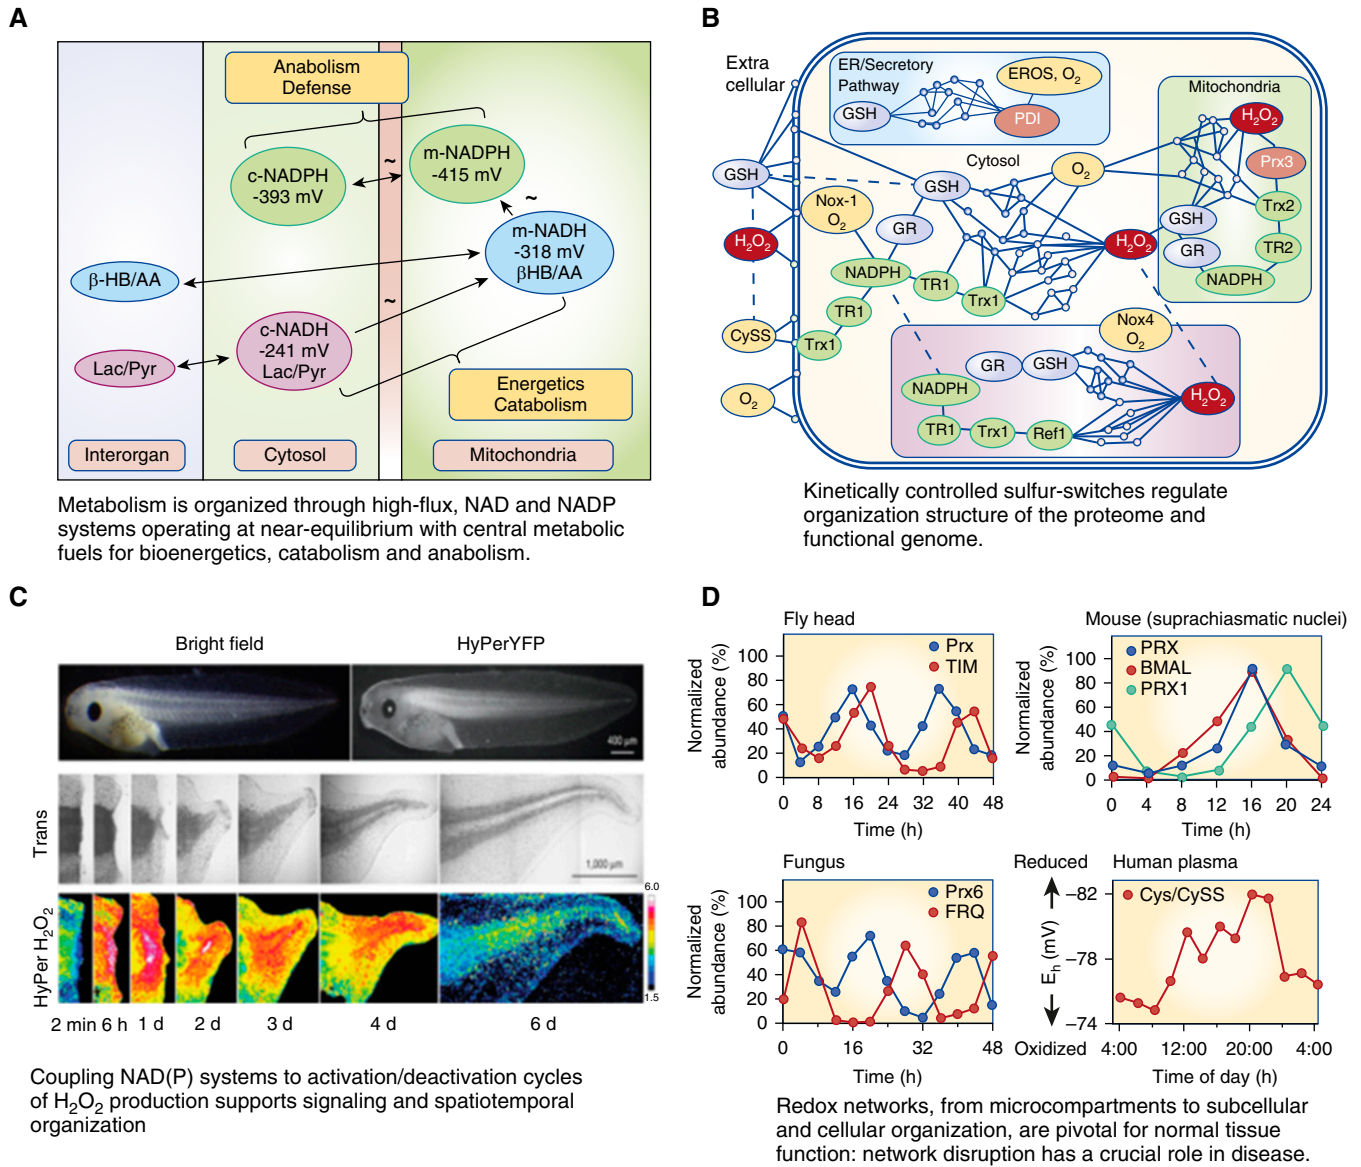 A
Anabolism
Defense
c-NADPH
-393 mV
~
m-NADPH
-415 mV
~
m-NADH
-318 mV
βHB/AA
β-HB/AA
~
c-NADH
-241 mV
Lac/Pyr
Lac/Pyr
Energetics
Catabolism
Interorgan
Cytosol
Mitochondria
Metabolism is organized through high-flux, NAD and NADP
systems operating at near-equilibrium with central metabolic
fuels for bioenergetics, catabolism and anabolism.
B
Extra
cellular
ER/Secretory
Pathway
GSH
EROS, O₂
PDI
Mitochondria
H₂O₂
Prx3
Trx2
GSH
GR
TR2
NADPH
Cytosol
O₂
GSH
GSH
Nox-1
O₂
GR
H₂O₂
H₂O₂
NADPH
TR1
Trx1
TR1
Trx1
CySS
O₂
Nox4
O₂
GR
GSH
NADPH
H₂O₂
TR1
Trx1
Ref1
Kinetically controlled sulfur-switches regulate
organization structure of the proteome and
functional genome.
C
Bright field
HyPerYFP
400 μm
Trans
1,000 μm
HyPer H₂O₂
6.0
1.5
2 min 6 h 1 d 2 d 3 d 4 d 6 d
Coupling NAD(P) systems to activation/deactivation cycles
of H₂O₂ production supports signaling and spatiotemporal
organization
D
Fly head
Normalized
abundance (%)
100
80
60
40
20
0
Prx
TIM
0 8 16 24 32 40 48
Time (h)
Mouse (suprachiasmatic nuclei)
Normalized
abundance (%)
100
80
60
40
20
0
PRX
BMAL
PRX1
0 4 8 12 16 20 24
Time (h)
Fungus
Normalized
abundance (%)
100
80
60
40
20
0
Prx6
FRQ
0 16 32 48
Time (h)
Human plasma
Reduced
Eₕ (mV)
Oxidized
–82
–78
–74
Cys/CySS
4:00 12:00 20:00 4:00
Time of day (h)
Redox networks, from microcompartments to subcellular
and cellular organization, are pivotal for normal tissue
function: network disruption has a crucial role in disease.